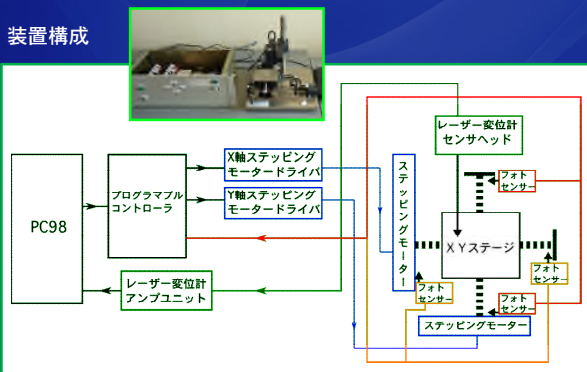 装置構成
レーザー変位計
センサヘッド
X軸ステッピング
モータードライバ
Y軸ステッピング
モータードライバ
ステッピングモーター
フォト
センサー
プログラマブル
コントローラ
PC98
XYステージ
フォト
センサー
レーザー変位計
アンプユニット
フォト
センサー
フォト
センサー
ステッピングモーター